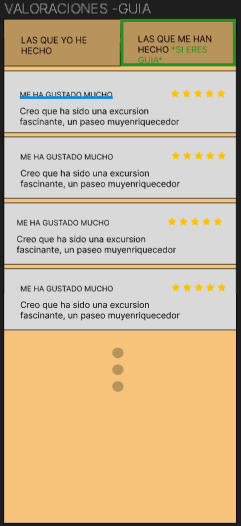 VALORACIONES -GUIA
LAS QUE YO HE
HECHO
LAS QUE ME HAN
HECHO *SI ERES
GUIA*
ME HA GUSTADO MUCHO
Creo que ha sido una excursion
fascinante, un paseo muyenriquecedor
ME HA GUSTADO MUCHO
Creo que ha sido una excursion
fascinante, un paseo muyenriquecedor
ME HA GUSTADO MUCHO
Creo que ha sido una excursion
fascinante, un paseo muyenriquecedor
ME HA GUSTADO MUCHO
Creo que ha sido una excursion
fascinante, un paseo muyenriquecedor